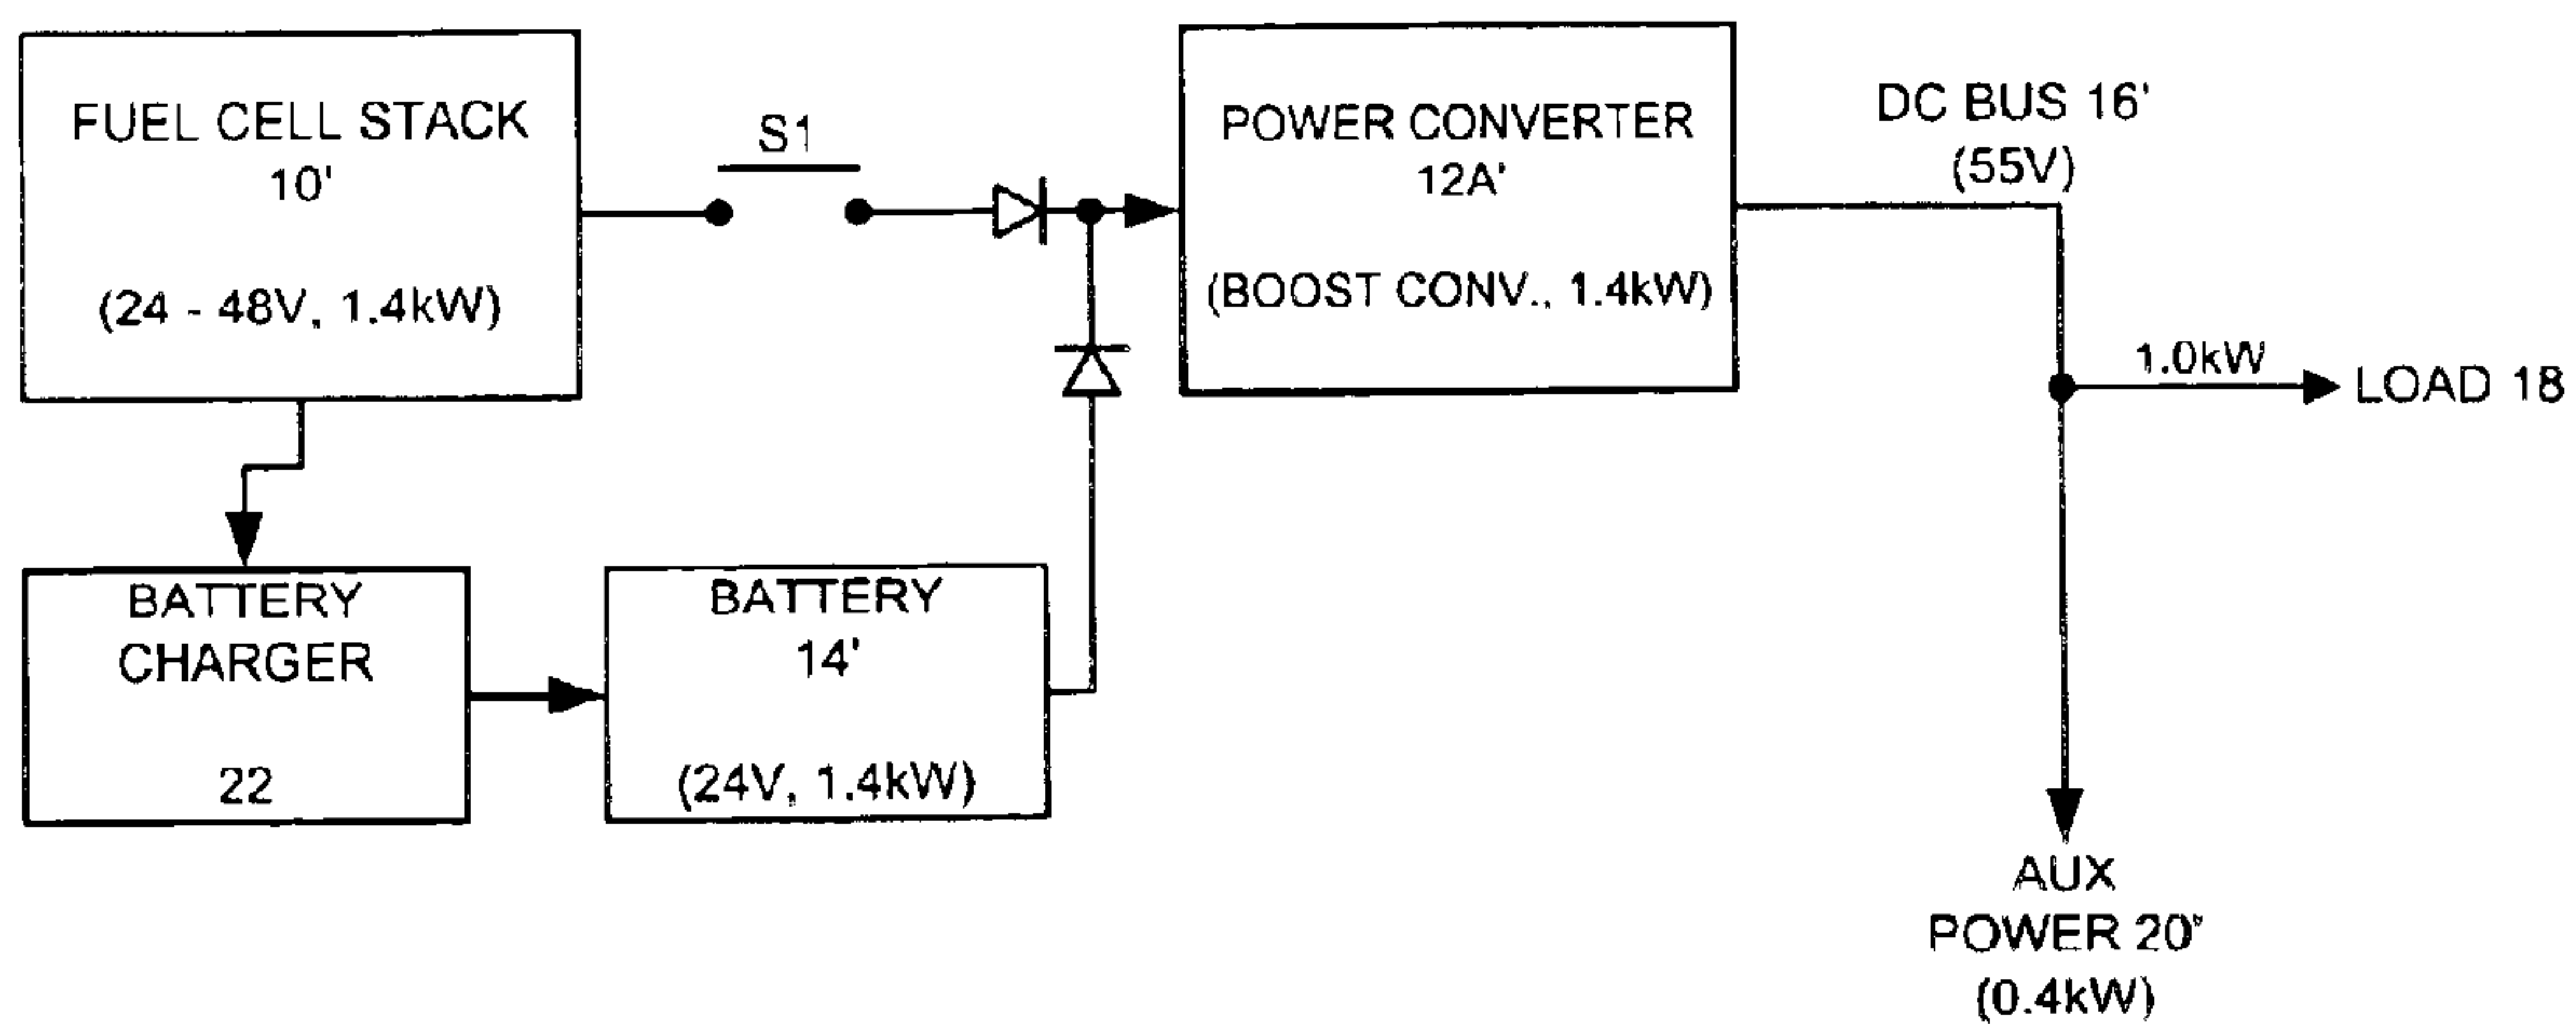 FUEL CELL STACK
10'
(24 - 48V, 1.4kW)
S1
POWER CONVERTER
12A'
(BOOST CONV., 1.4kW)
DC BUS 16'
(55V)
1.0kW
LOAD 18
BATTERY
CHARGER
22
BATTERY
14'
(24V, 1.4kW)
AUX
POWER 20'
(0.4kW)